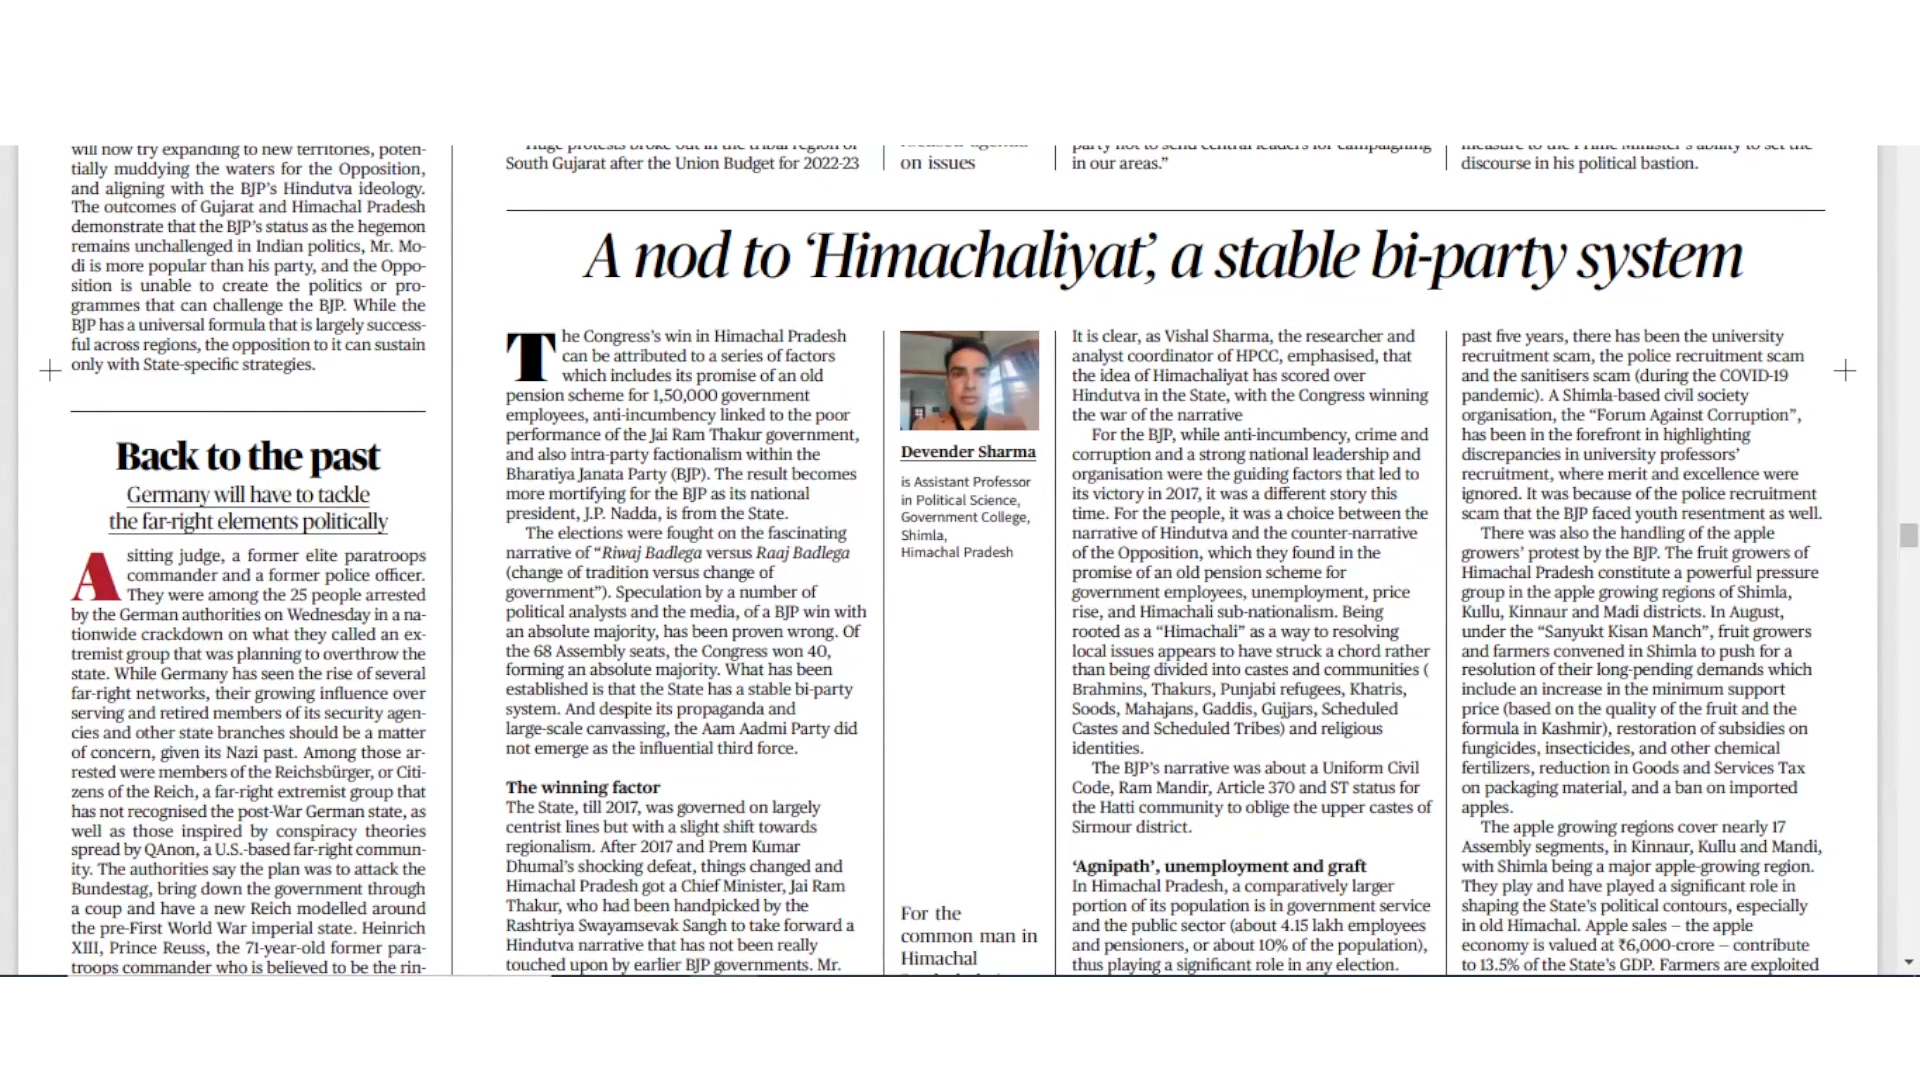 will now try expanding to new territories, poten-
tially muddying the waters for the Opposition,
and aligning with the BJP's Hindutva ideology.
The outcomes of Gujarat and Himachal Pradesh
demonstrate that the BJP's status as the hegemon
remains unchallenged in Indian politics, Mr. Mo-
di is more popular than his party, and the Oppo-
sition is unable to create the politics or pro-
grammes that can challenge the BJP. While the
BJP has a universal formula that is largely success-
ful across regions, the opposition to it can sustain
only with State-specific strategies.
Back to the past
Germany will have to tackle
the far-right elements politically
A sitting judge, a former elite paratroops
commander and a former police officer.
They were among the 25 people arrested
by the German authorities on Wednesday in a na-
tionwide crackdown on what they called an ex-
tremist group that was planning to overthrow the
state. While Germany has seen the rise of several
far-right networks, their growing influence over
serving and retired members of its security agen-
cies and other state branches should be a matter
of concern, given its Nazi past. Among those ar-
rested were members of the Reichsbürger, or Citi-
zens of the Reich, a far-right extremist group that
has not recognised the post-War German state, as
well as those inspired by conspiracy theories
spread by QAnon, a U.S.-based far-right commun-
ity. The authorities say the plan was to attack the
Bundestag, bring down the government through
a coup and have a new Reich modelled around
the pre-First World War imperial state. Heinrich
XIII, Prince Reuss, the 71-year-old former para-
troops commander who is believed to be the rin-
Huge protests broke out in the tribal region of
South Gujarat after the Union Budget for 2022-23
focused agenda
on issues
party not to send central leaders for campaigning
in our areas."
measure to the Prime Minister's ability to set the
discourse in his political bastion.
A nod to 'Himachaliyat', a stable bi-party system
The Congress's win in Himachal Pradesh
can be attributed to a series of factors
which includes its promise of an old
pension scheme for 1,50,000 government
employees, anti-incumbency linked to the poor
performance of the Jai Ram Thakur government,
and also intra-party factionalism within the
Bharatiya Janata Party (BJP). The result becomes
more mortifying for the BJP as its national
president, J.P. Nadda, is from the State.
The elections were fought on the fascinating
narrative of "Riwaj Badlega versus Raaj Badlega
(change of tradition versus change of
government"). Speculation by a number of
political analysts and the media, of a BJP win with
an absolute majority, has been proven wrong. Of
the 68 Assembly seats, the Congress won 40,
forming an absolute majority. What has been
established is that the State has a stable bi-party
system. And despite its propaganda and
large-scale canvassing, the Aam Aadmi Party did
not emerge as the influential third force.
The winning factor
The State, till 2017, was governed on largely
centrist lines but with a slight shift towards
regionalism. After 2017 and Prem Kumar
Dhumal's shocking defeat, things changed and
Himachal Pradesh got a Chief Minister, Jai Ram
Thakur, who had been handpicked by the
Rashtriya Swayamsevak Sangh to take forward a
Hindutva narrative that has not been really
touched upon by earlier BJP governments. Mr.
Devender Sharma
is Assistant Professor
in Political Science,
Government College,
Shimla,
Himachal Pradesh
For the
common man in
Himachal
It is clear, as Vishal Sharma, the researcher and
analyst coordinator of HPCC, emphasised, that
the idea of Himachaliyat has scored over
Hindutva in the State, with the Congress winning
the war of the narrative
For the BJP, while anti-incumbency, crime and
corruption and a strong national leadership and
organisation were the guiding factors that led to
its victory in 2017, it was a different story this
time. For the people, it was a choice between the
narrative of Hindutva and the counter-narrative
of the Opposition, which they found in the
promise of an old pension scheme for
government employees, unemployment, price
rise, and Himachali sub-nationalism. Being
rooted as a "Himachali" as a way to resolving
local issues appears to have struck a chord rather
than being divided into castes and communities (
Brahmins, Thakurs, Punjabi refugees, Khatris,
Soods, Mahajans, Gaddis, Gujjars, Scheduled
Castes and Scheduled Tribes) and religious
identities.
The BJP's narrative was about a Uniform Civil
Code, Ram Mandir, Article 370 and ST status for
the Hatti community to oblige the upper castes of
Sirmour district.
'Agnipath', unemployment and graft
In Himachal Pradesh, a comparatively larger
portion of its population is in government service
and the public sector (about 4.15 lakh employees
and pensioners, or about 10% of the population),
thus playing a significant role in any election.
past five years, there has been the university
recruitment scam, the police recruitment scam
and the sanitisers scam (during the COVID-19
pandemic). A Shimla-based civil society
organisation, the "Forum Against Corruption",
has been in the forefront in highlighting
discrepancies in university professors'
recruitment, where merit and excellence were
ignored. It was because of the police recruitment
scam that the BJP faced youth resentment as well.
There was also the handling of the apple
growers' protest by the BJP. The fruit growers of
Himachal Pradesh constitute a powerful pressure
group in the apple growing regions of Shimla,
Kullu, Kinnaur and Madi districts. In August,
under the "Sanyukt Kisan Manch", fruit growers
and farmers convened in Shimla to push for a
resolution of their long-pending demands which
include an increase in the minimum support
price (based on the quality of the fruit and the
formula in Kashmir), restoration of subsidies on
fungicides, insecticides, and other chemical
fertilizers, reduction in Goods and Services Tax
on packaging material, and a ban on imported
apples.
The apple growing regions cover nearly 17
Assembly segments, in Kinnaur, Kullu and Mandi,
with Shimla being a major apple-growing region.
They play and have played a significant role in
shaping the State's political contours, especially
in old Himachal. Apple sales – the apple
economy is valued at ₹6,000-crore – contribute
to 13.5% of the State's GDP. Farmers are exploited